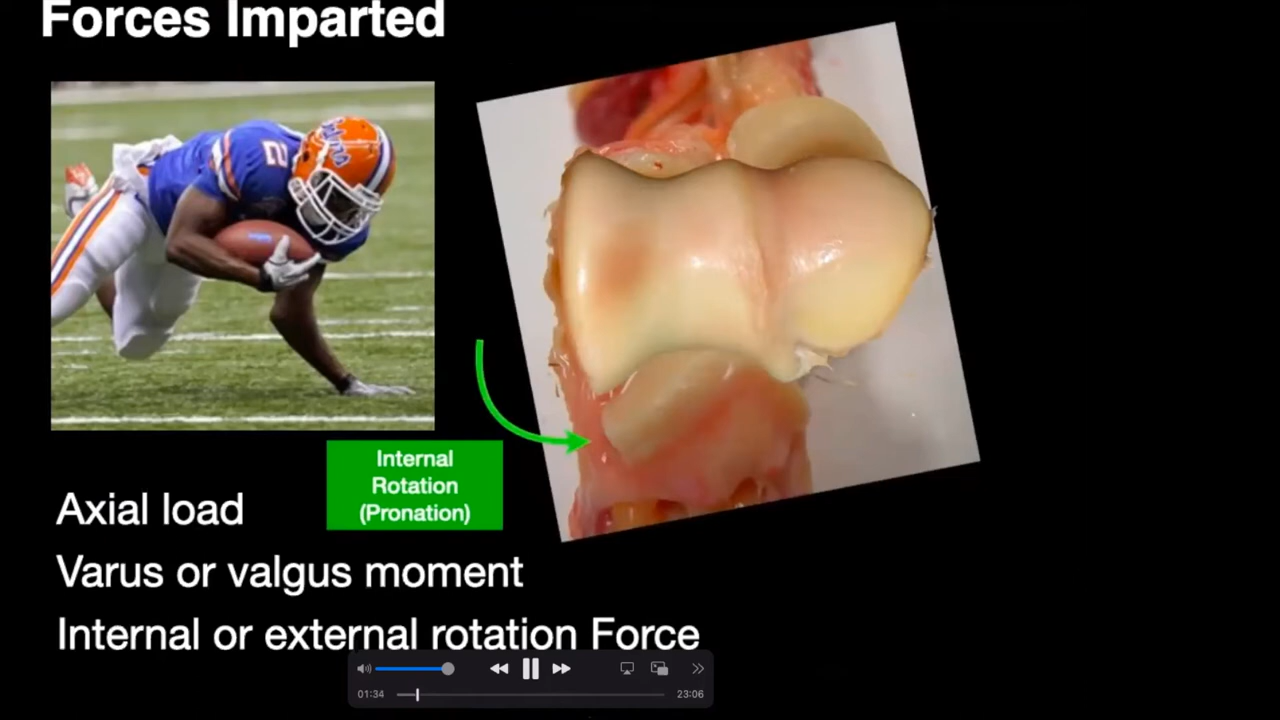 Forces Imparted
2
Internal
Rotation
(Pronation)
Axial load
Varus or valgus moment
Internal or external rotation Force
01:34
23:06